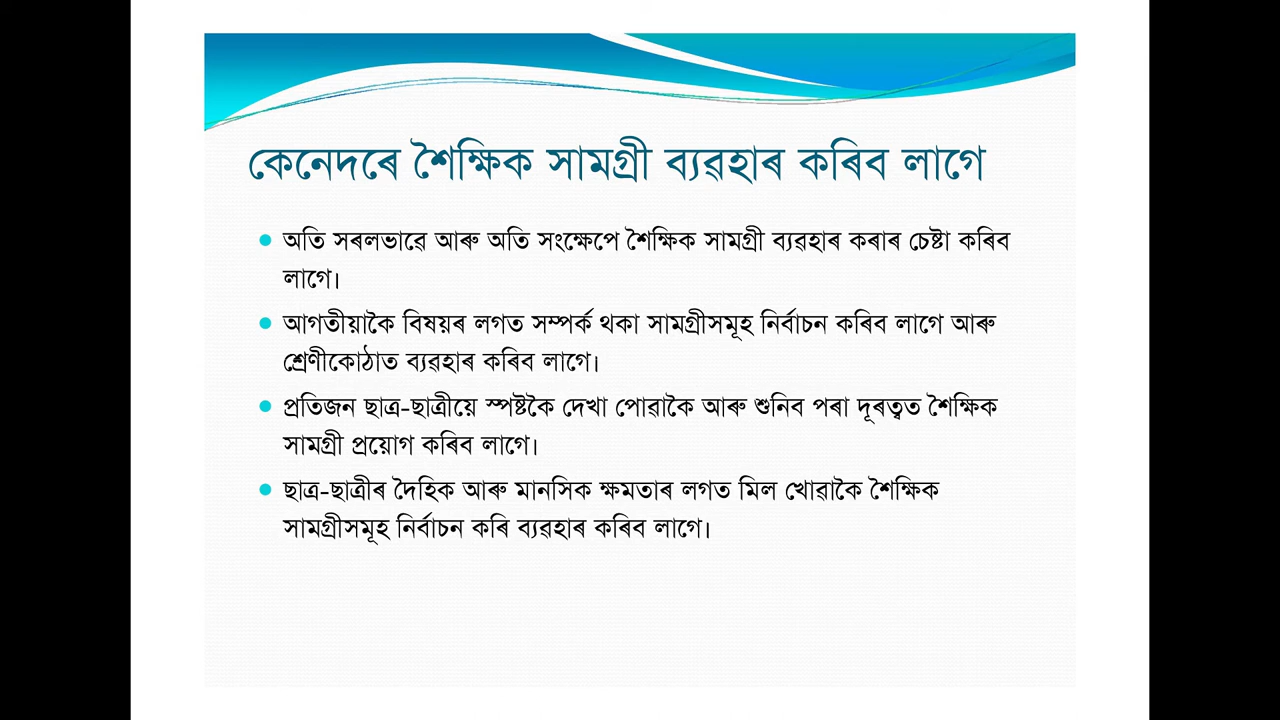 কেনেদৰে শৈক্ষিক সামগ্ৰী ব্যৱহাৰ কৰিব লাগে
• অতি সৰলভাৱে আৰু অতি সংক্ষেপে শৈক্ষিক সামগ্ৰী ব্যৱহাৰ কৰাৰ চেষ্টা কৰিব
লাগে।
• আগতীয়াকৈ বিষয়ৰ লগত সম্পৰ্ক থকা সামগ্ৰীসমূহ নিৰ্বাচন কৰিব লাগে আৰু
শ্ৰেণীকোঠাত ব্যৱহাৰ কৰিব লাগে।
• প্ৰতিজন ছাত্ৰ-ছাত্ৰীয়ে স্পষ্টকৈ দেখা পোৱাকৈ আৰু শুনিব পৰা দূৰত্বত শৈক্ষিক
সামগ্ৰী প্ৰয়োগ কৰিব লাগে।
• ছাত্ৰ-ছাত্ৰীৰ দৈহিক আৰু মানসিক ক্ষমতাৰ লগত মিল খোৱাকৈ শৈক্ষিক
সামগ্ৰীসমূহ নিৰ্বাচন কৰি ব্যৱহাৰ কৰিব লাগে।